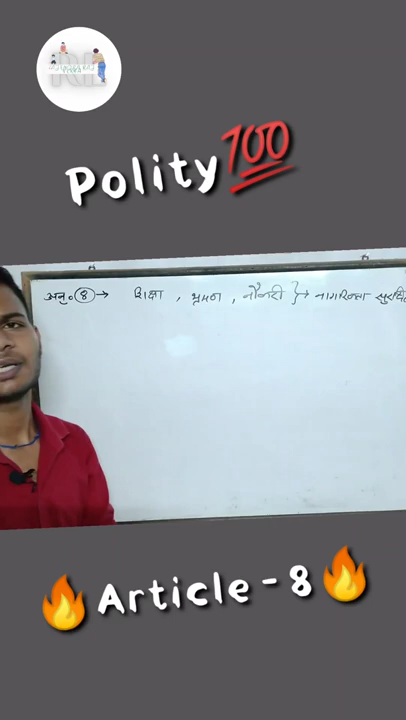 Polity💯
अनु० ⑧ → शिक्षा , भ्रमण , नौकरी } → नागरिकता
🔥Article-8🔥